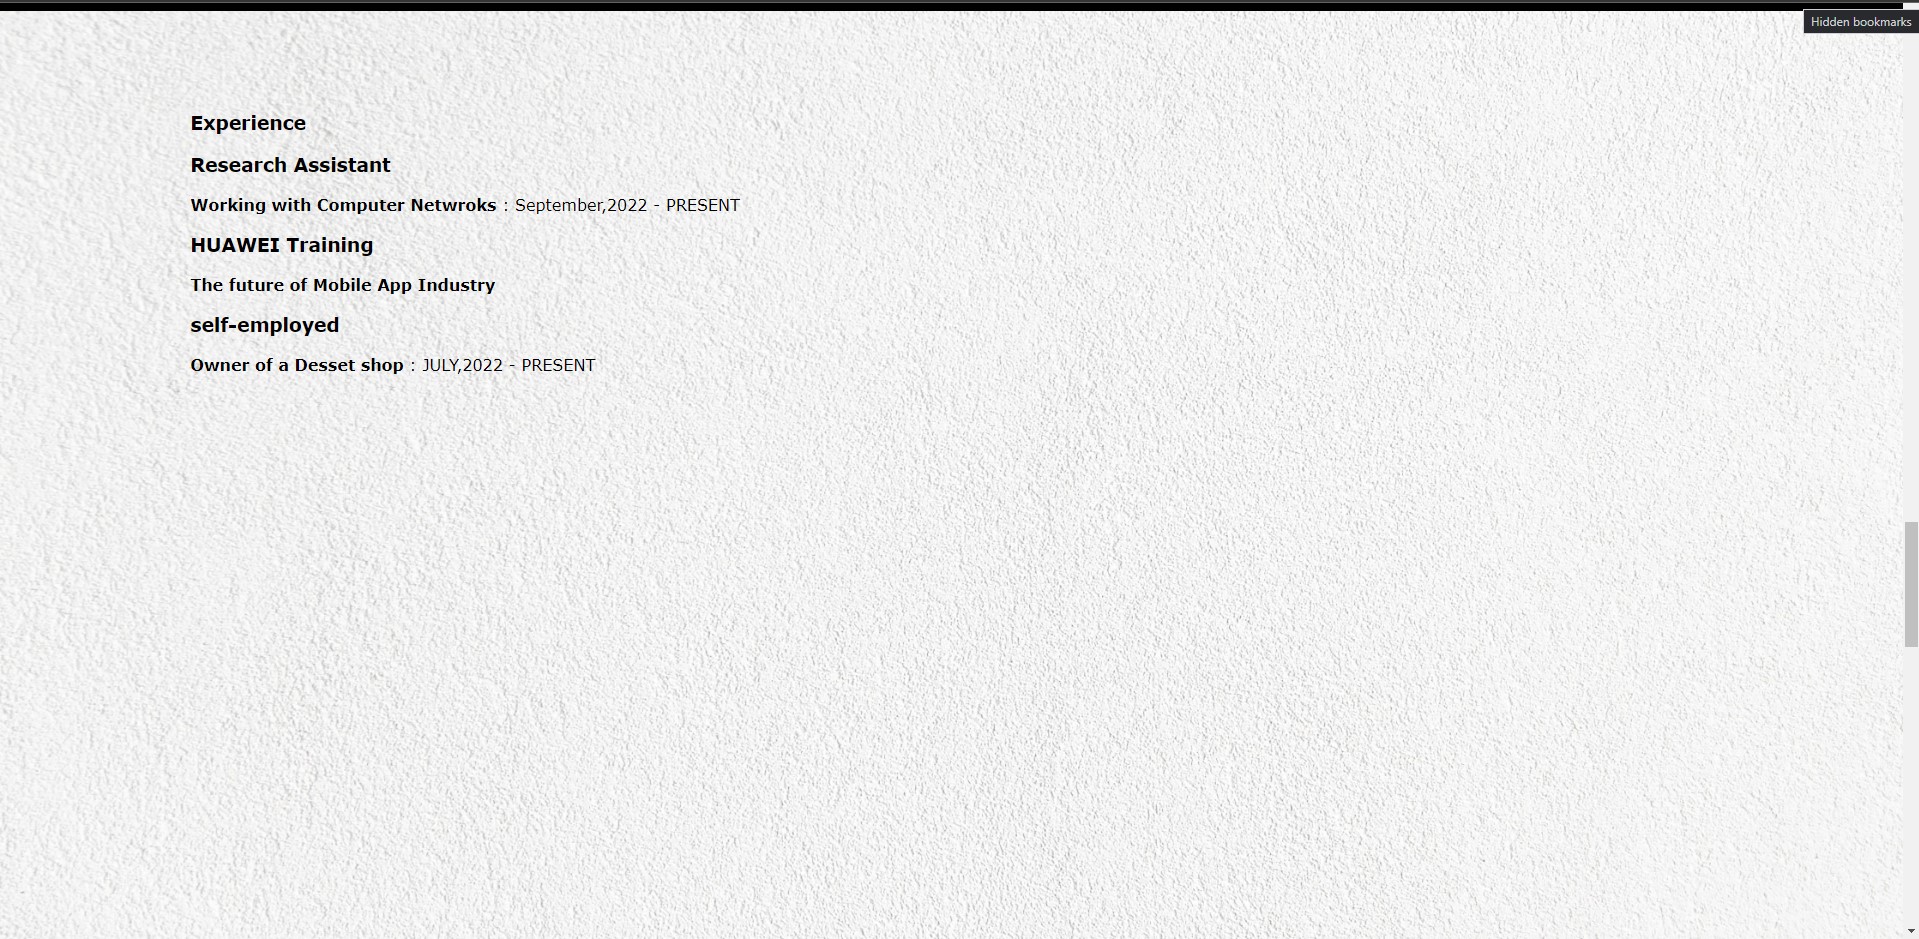 Hidden bookmarks
Experience
Research Assistant
Working with Computer Netwroks : September,2022 - PRESENT
HUAWEI Training
The future of Mobile App Industry
self-employed
Owner of a Desset shop : JULY,2022 - PRESENT